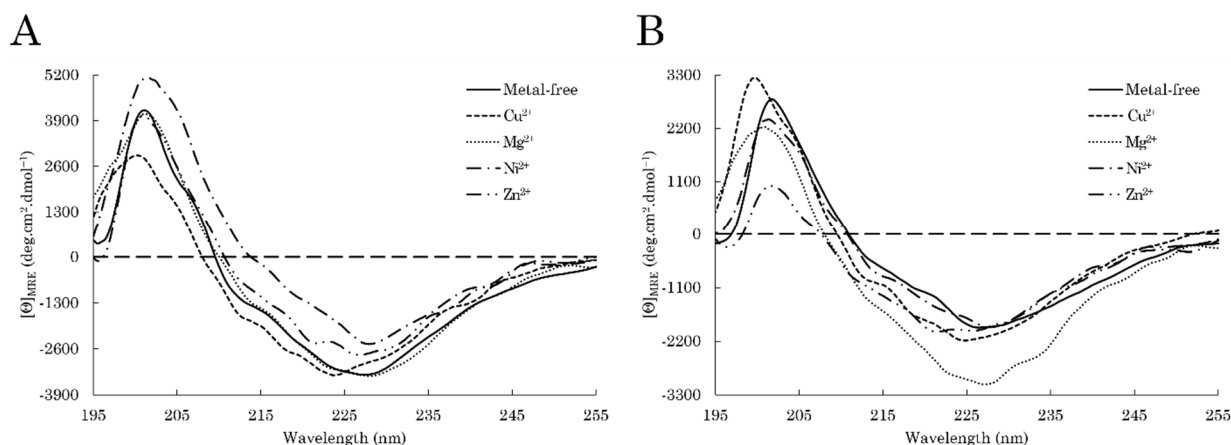 A
[Θ]MRE (deg.cm².dmol⁻¹)
5200
3900
2600
1300
0
-1300
-2600
-3900
Metal-free
Cu²⁺
Mg²⁺
Ni²⁺
Zn²⁺
195 205 215 225 235 245 255
Wavelength (nm)
B
[Θ]MRE (deg.cm².dmol⁻¹)
3300
2200
1100
0
-1100
-2200
-3300
Metal-free
Cu²⁺
Mg²⁺
Ni²⁺
Zn²⁺
195 205 215 225 235 245 255
Wavelength (nm)